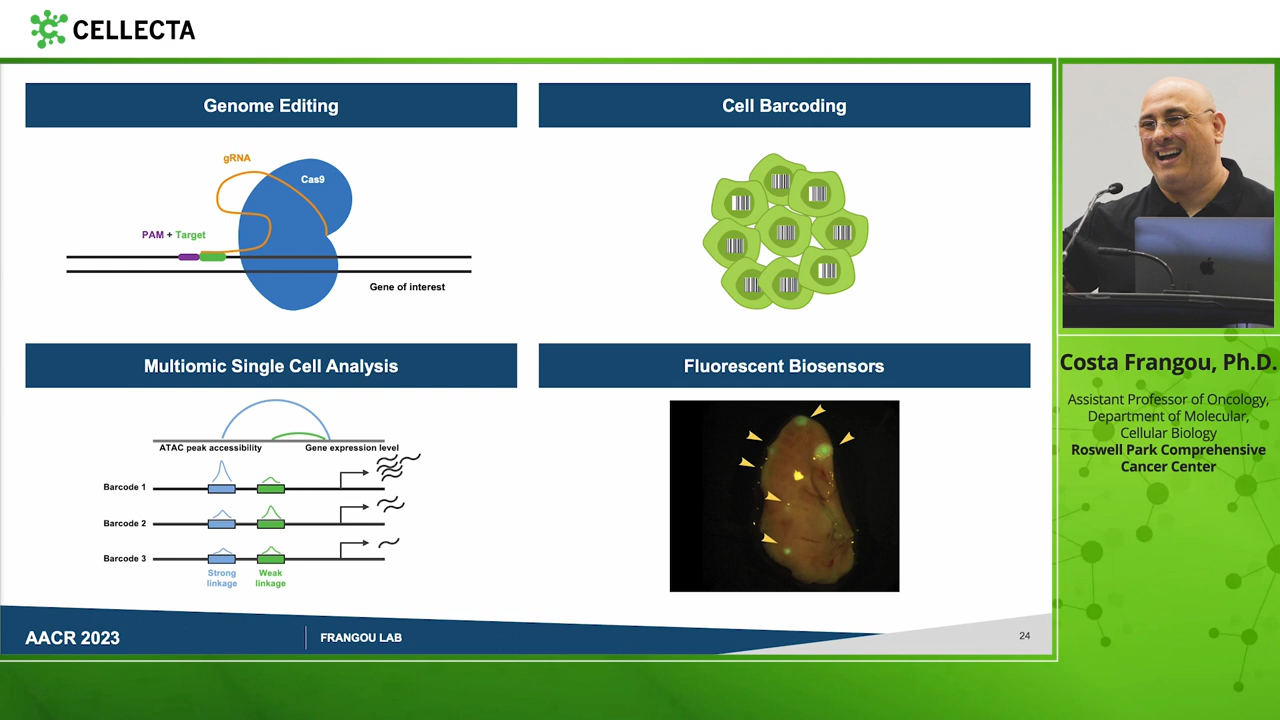 CELLECTA
Genome Editing
gRNA
Cas9
PAM + Target
Gene of interest
Cell Barcoding
Multiomic Single Cell Analysis
ATAC peak accessibility
Gene expression level
Barcode 1
Barcode 2
Barcode 3
Strong
linkage
Weak
linkage
Fluorescent Biosensors
AACR 2023
FRANGOU LAB
24
Costa Frangou, Ph.D.
Assistant Professor of Oncology,
Department of Molecular,
Cellular Biology
Roswell Park Comprehensive
Cancer Center